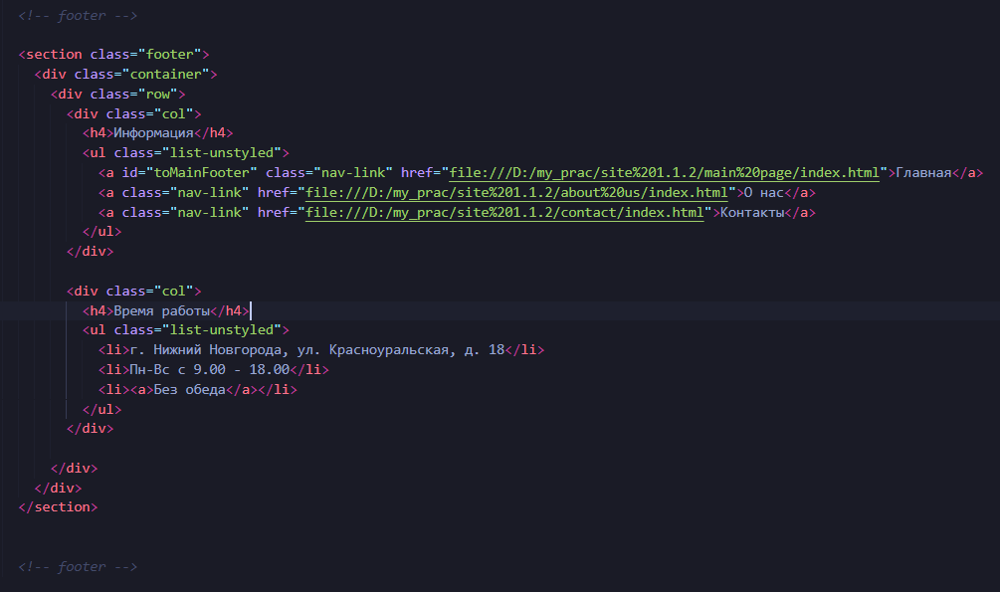 <!-- footer -->
<section class="footer">
<div class="container">
<div class="row">
<div class="col">
<h4>Информация</h4>
<ul class="list-unstyled">
<a id="toMainFooter" class="nav-link" href="file:///D:/my_prac/site%201.1.2/main%20page/index.html">Главная</a>
<a class="nav-link" href="file:///D:/my_prac/site%201.1.2/about%20us/index.html">О нас</a>
<a class="nav-link" href="file:///D:/my_prac/site%201.1.2/contact/index.html">Контакты</a>
</ul>
</div>
<div class="col">
<h4>Время работы</h4>
<ul class="list-unstyled">
<li>г. Нижний Новгорода, ул. Красноуральская, д. 18</li>
<li>Пн-Вс с 9.00 - 18.00</li>
<li><a>Без обеда</a></li>
</ul>
</div>
</div>
</div>
</section>
<!-- footer -->